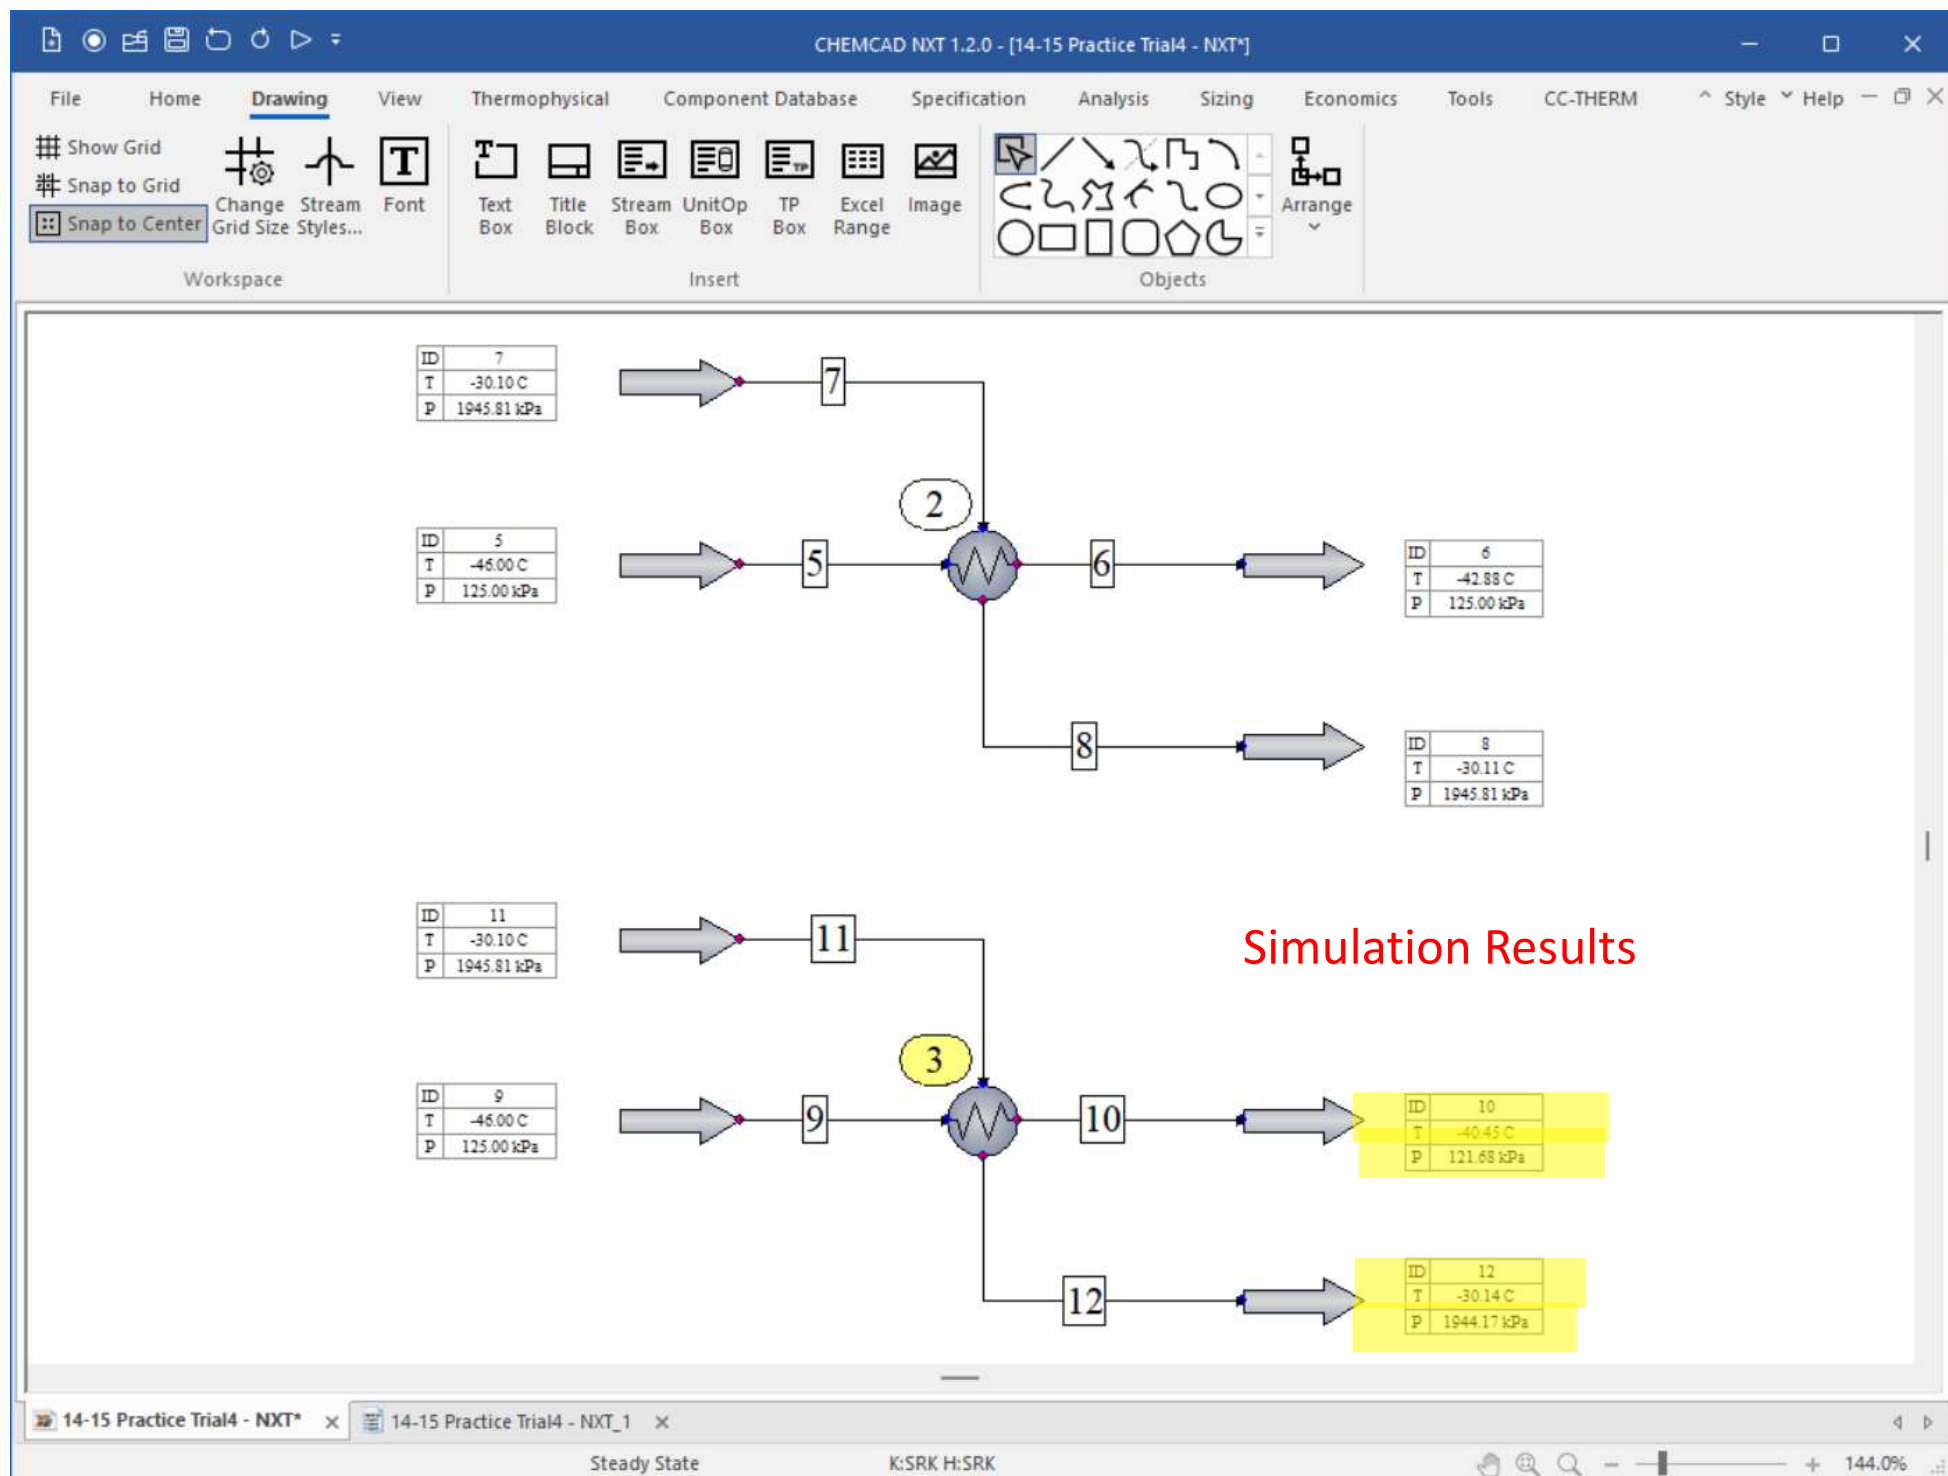 CHEMCAD NXT 1.2.0 - [14-15 Practice Trial4 - NXT*]
File Home Drawing View Thermophysical Component Database Specification Analysis Sizing Economics Tools CC-THERM Style Help
Show Grid
Snap to Grid
Snap to Center
Change Grid Size
Stream Styles...
Font
Workspace
Text Box
Title Block
Stream Box
UnitOp Box
TP Box
Excel Range
Image
Insert
Objects
Arrange
ID 7
T -30.10 C
P 1945.81 kPa
7
2
ID 5
T -46.00 C
P 125.00 kPa
5
6
ID 6
T -42.88 C
P 125.00 kPa
8
ID 8
T -30.11 C
P 1945.81 kPa
ID 11
T -30.10 C
P 1945.81 kPa
11
Simulation Results
3
ID 9
T -46.00 C
P 125.00 kPa
9
10
ID 10
T -40.45 C
P 121.68 kPa
12
ID 12
T -30.14 C
P 1944.17 kPa
14-15 Practice Trial4 - NXT*
14-15 Practice Trial4 - NXT_1
Steady State K:SRK H:SRK 144.0%